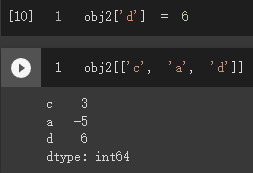 [10] 1 obj2['d'] = 6
1 obj2[['c', 'a', 'd']]
c 3
a -5
d 6
dtype: int64